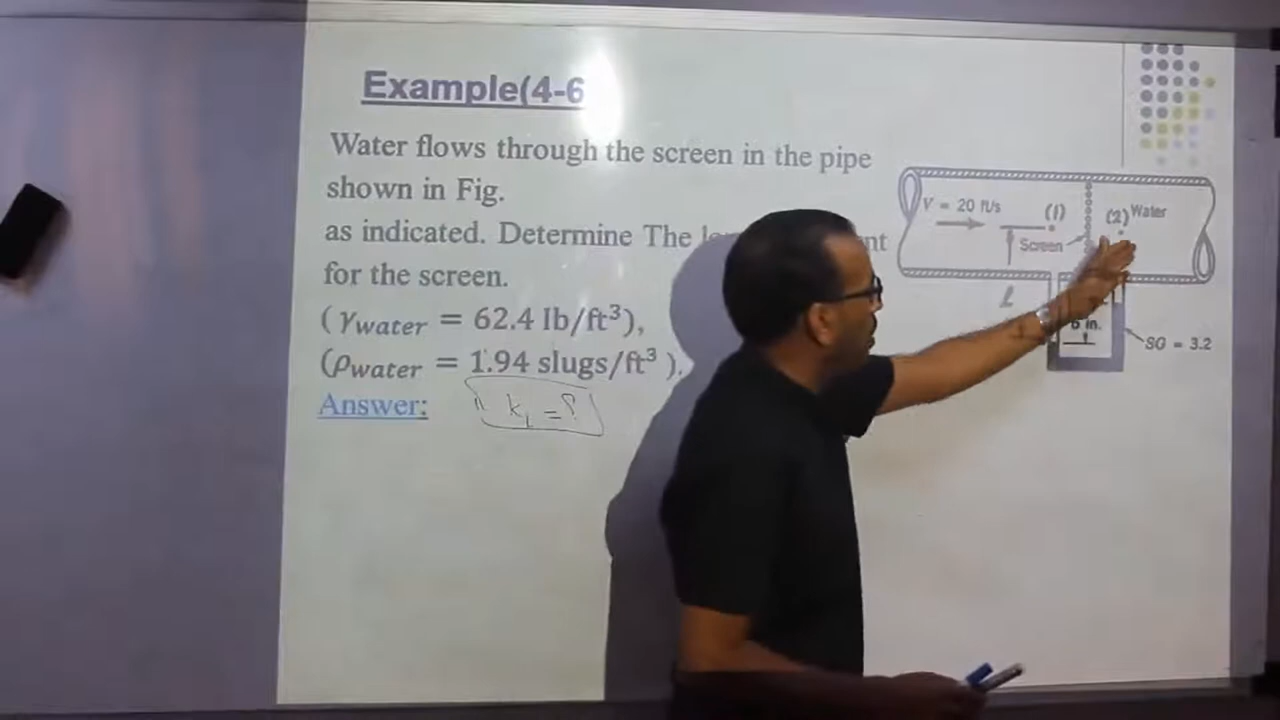 Example(4-6
Water flows through the screen in the pipe
shown in Fig.
as indicated. Determine The
for the screen.
(γwater = 62.4 Ib/ft³),
(ρwater = 1.94 slugs/ft³ ).
Answer: K_L = ?
V = 20 ft/s
(1)
(2) Water
Screen
ℓ
6 in.
SG = 3.2